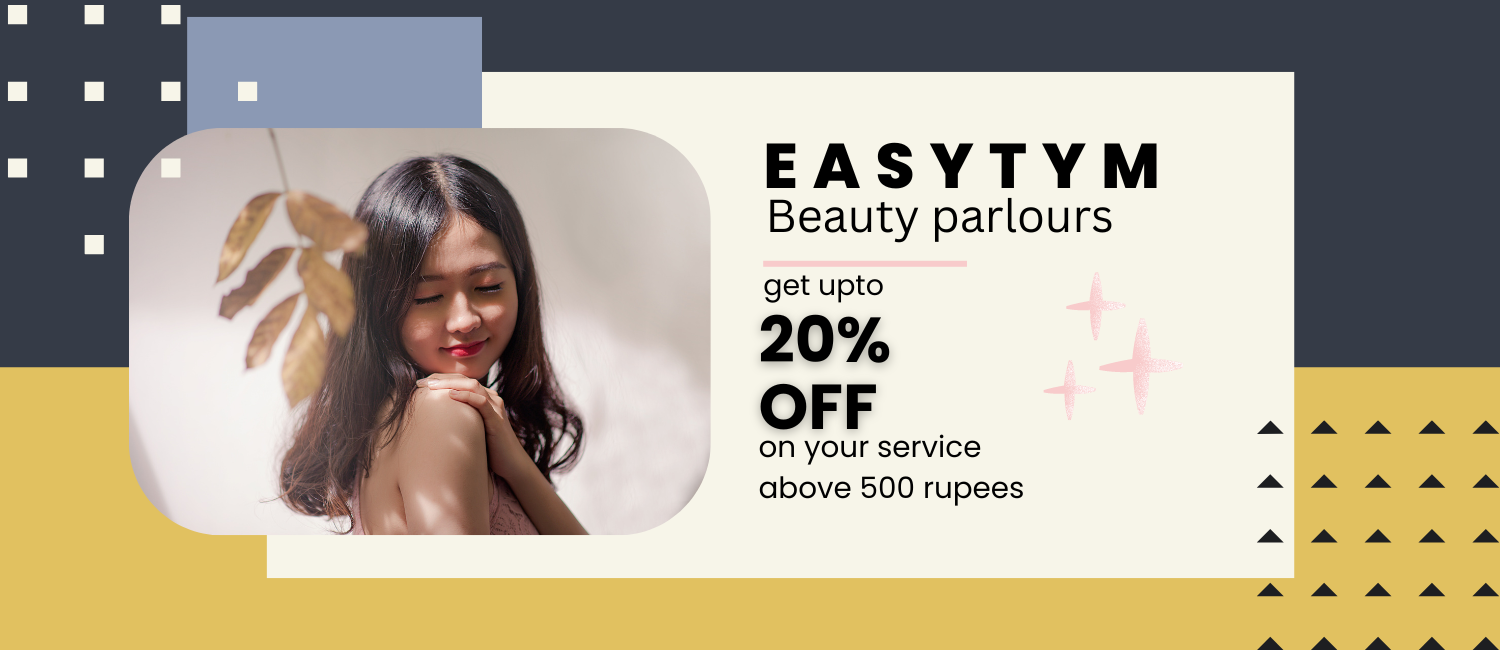 EASYTYM
Beauty parlours
get upto
20%
OFF
on your service
above 500 rupees